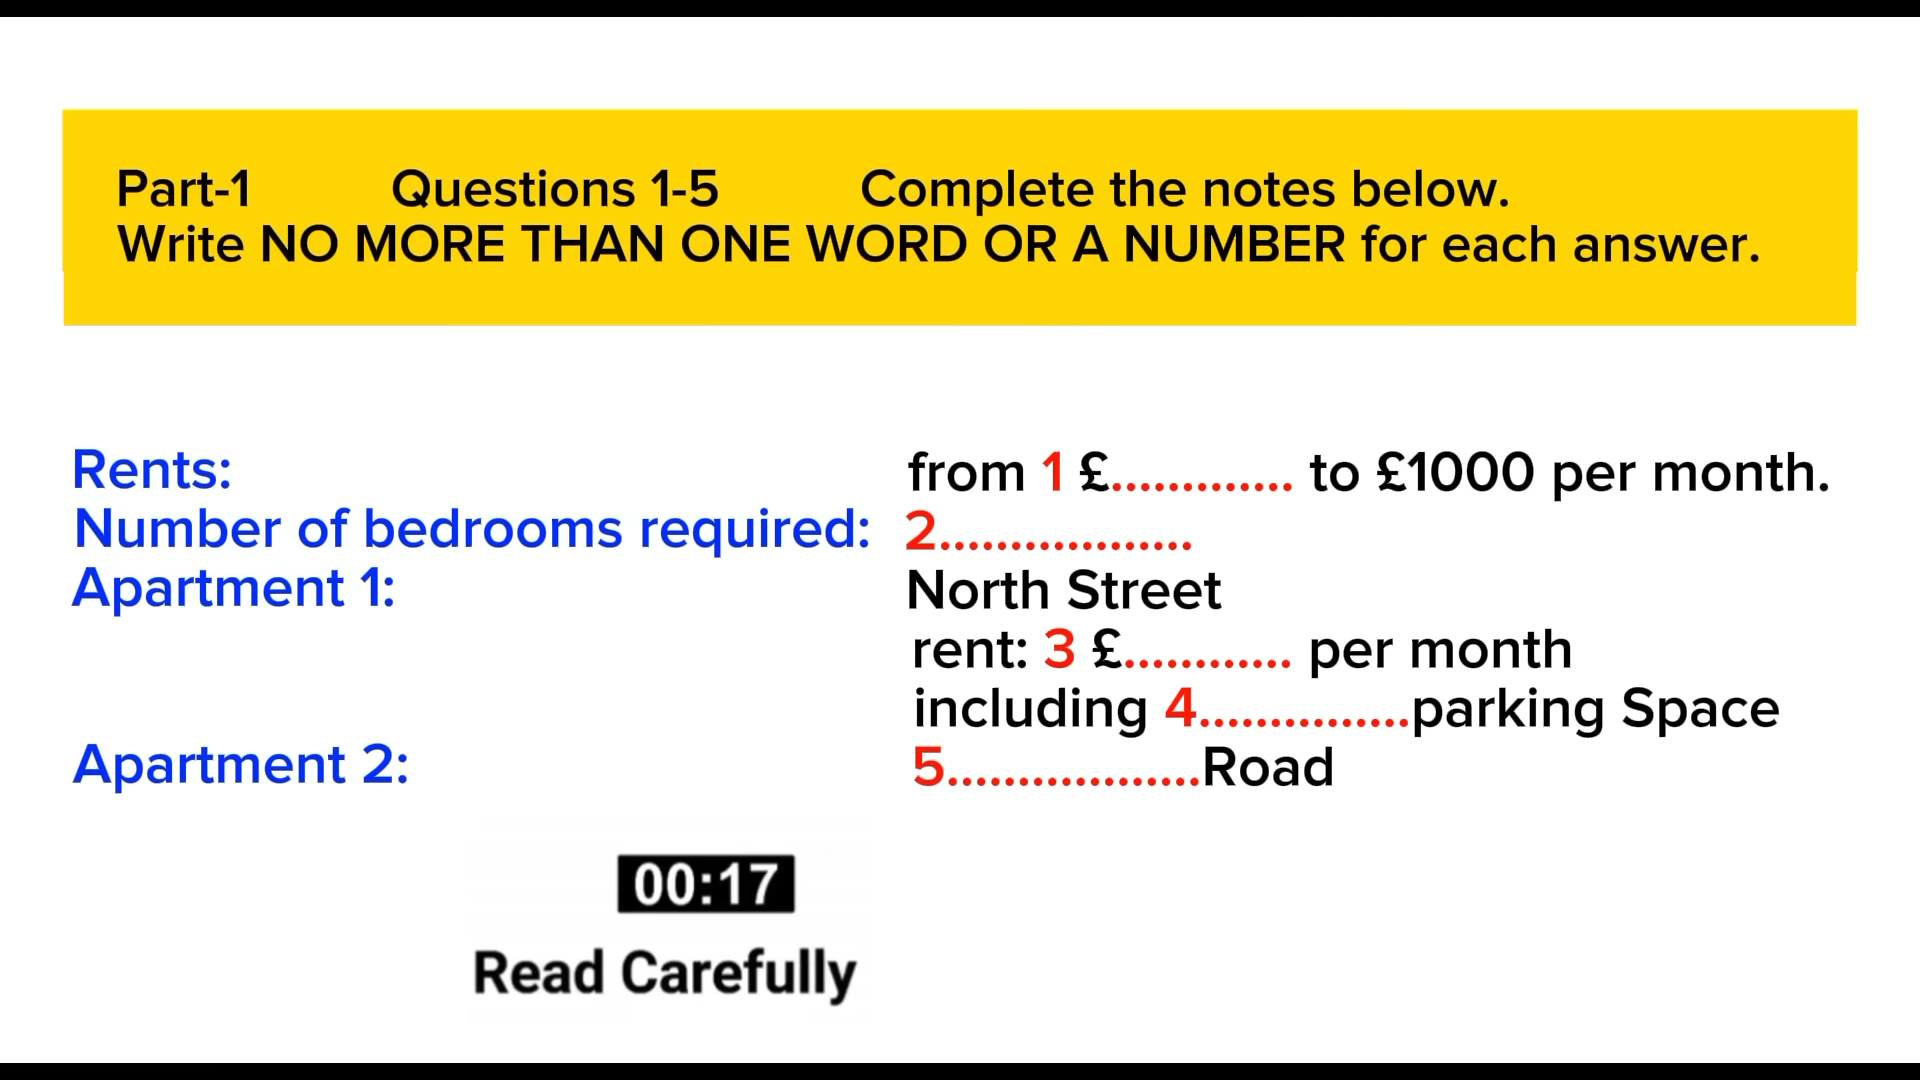 Part-1 Questions 1-5 Complete the notes below.
Write NO MORE THAN ONE WORD OR A NUMBER for each answer.
Rents: from 1 £............. to £1000 per month.
Number of bedrooms required: 2..................
Apartment 1: North Street
rent: 3 £............ per month
including 4...............parking Space
Apartment 2: 5..................Road
00:17
Read Carefully